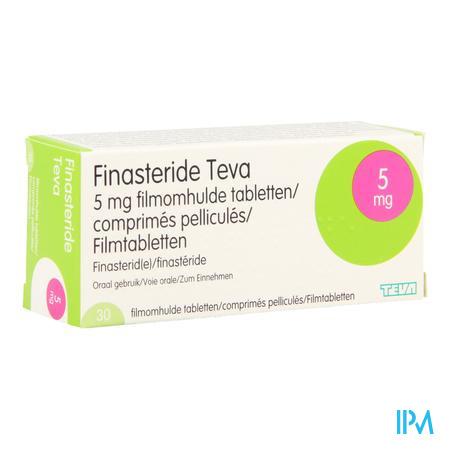 Finasteride Teva
5 mg filmomhulde tabletten/
comprimés pelliculés/
Filmtabletten
Finasterid(e)/finastéride
Oraal gebruik/Voie orale/Zum Einnehmen
30
filmomhulde tabletten/comprimés pelliculés/Filmtabletten
5
mg
TEVA
Finasteride
Teva
5
mg
IPM